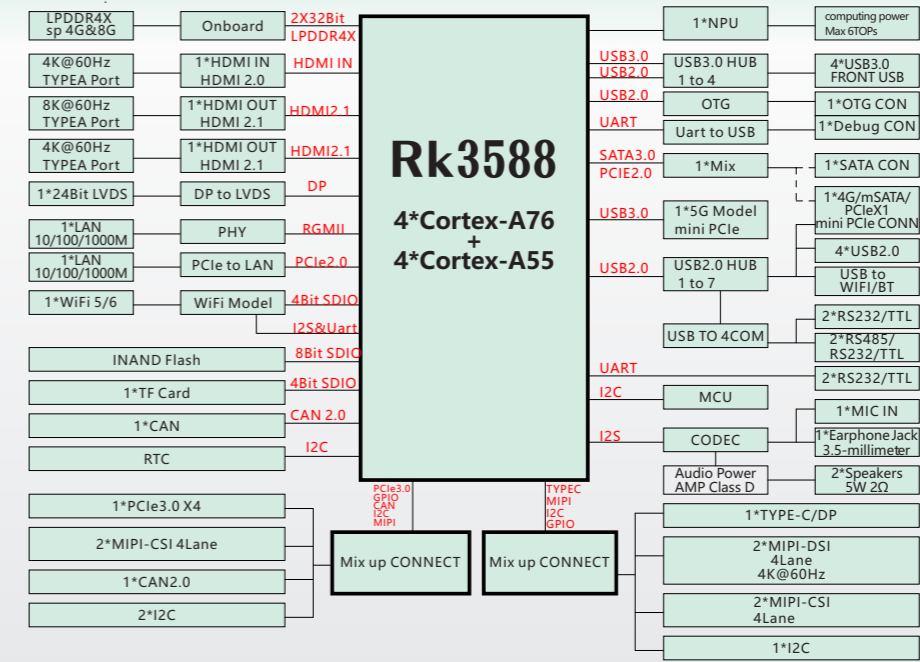 LPDDR4X
sp 4G&8G
Onboard
2X32Bit
LPDDR4X
4K@60Hz
TYPEA Port
1*HDMI IN
HDMI 2.0
HDMI IN
8K@60Hz
TYPEA Port
1*HDMI OUT
HDMI 2.1
HDMI2.1
4K@60Hz
TYPEA Port
1*HDMI OUT
HDMI 2.1
HDMI2.1
1*24Bit LVDS
DP to LVDS
DP
1*LAN
10/100/1000M
PHY
RGMII
1*LAN
10/100/1000M
PCIe to LAN
PCIe2.0
1*WiFi 5/6
WiFi Model
4Bit SDIO
I2S&Uart
INAND Flash
8Bit SDIO
1*TF Card
4Bit SDIO
1*CAN
CAN 2.0
RTC
I2C
Rk3588
4*Cortex-A76
+
4*Cortex-A55
1*NPU
computing power
Max 6TOPs
USB3.0
USB2.0
USB3.0 HUB
1 to 4
4*USB3.0
FRONT USB
USB2.0
OTG
1*OTG CON
UART
Uart to USB
1*Debug CON
SATA3.0
PCIE2.0
1*Mix
1*SATA CON
1*4G/mSATA/
PCIeX1
mini PCIe CONN
USB3.0
1*5G Model
mini PCIe
USB2.0
USB2.0 HUB
1 to 7
4*USB2.0
USB to
WIFI/BT
USB TO 4COM
2*RS232/TTL
2*RS485/
RS232/TTL
UART
2*RS232/TTL
I2C
MCU
I2S
CODEC
1*MIC IN
1*Earphone Jack
3.5-millimeter
Audio Power
AMP Class D
2*Speakers
5W 2Ω
PCIe3.0
GPIO
CAN
I2C
MIPI
Mix up CONNECT
1*PCIe3.0 X4
2*MIPI-CSI 4Lane
1*CAN2.0
2*I2C
TYPEC
MIPI
I2C
GPIO
Mix up CONNECT
1*TYPE-C/DP
2*MIPI-DSI
4Lane
4K@60Hz
2*MIPI-CSI
4Lane
1*I2C